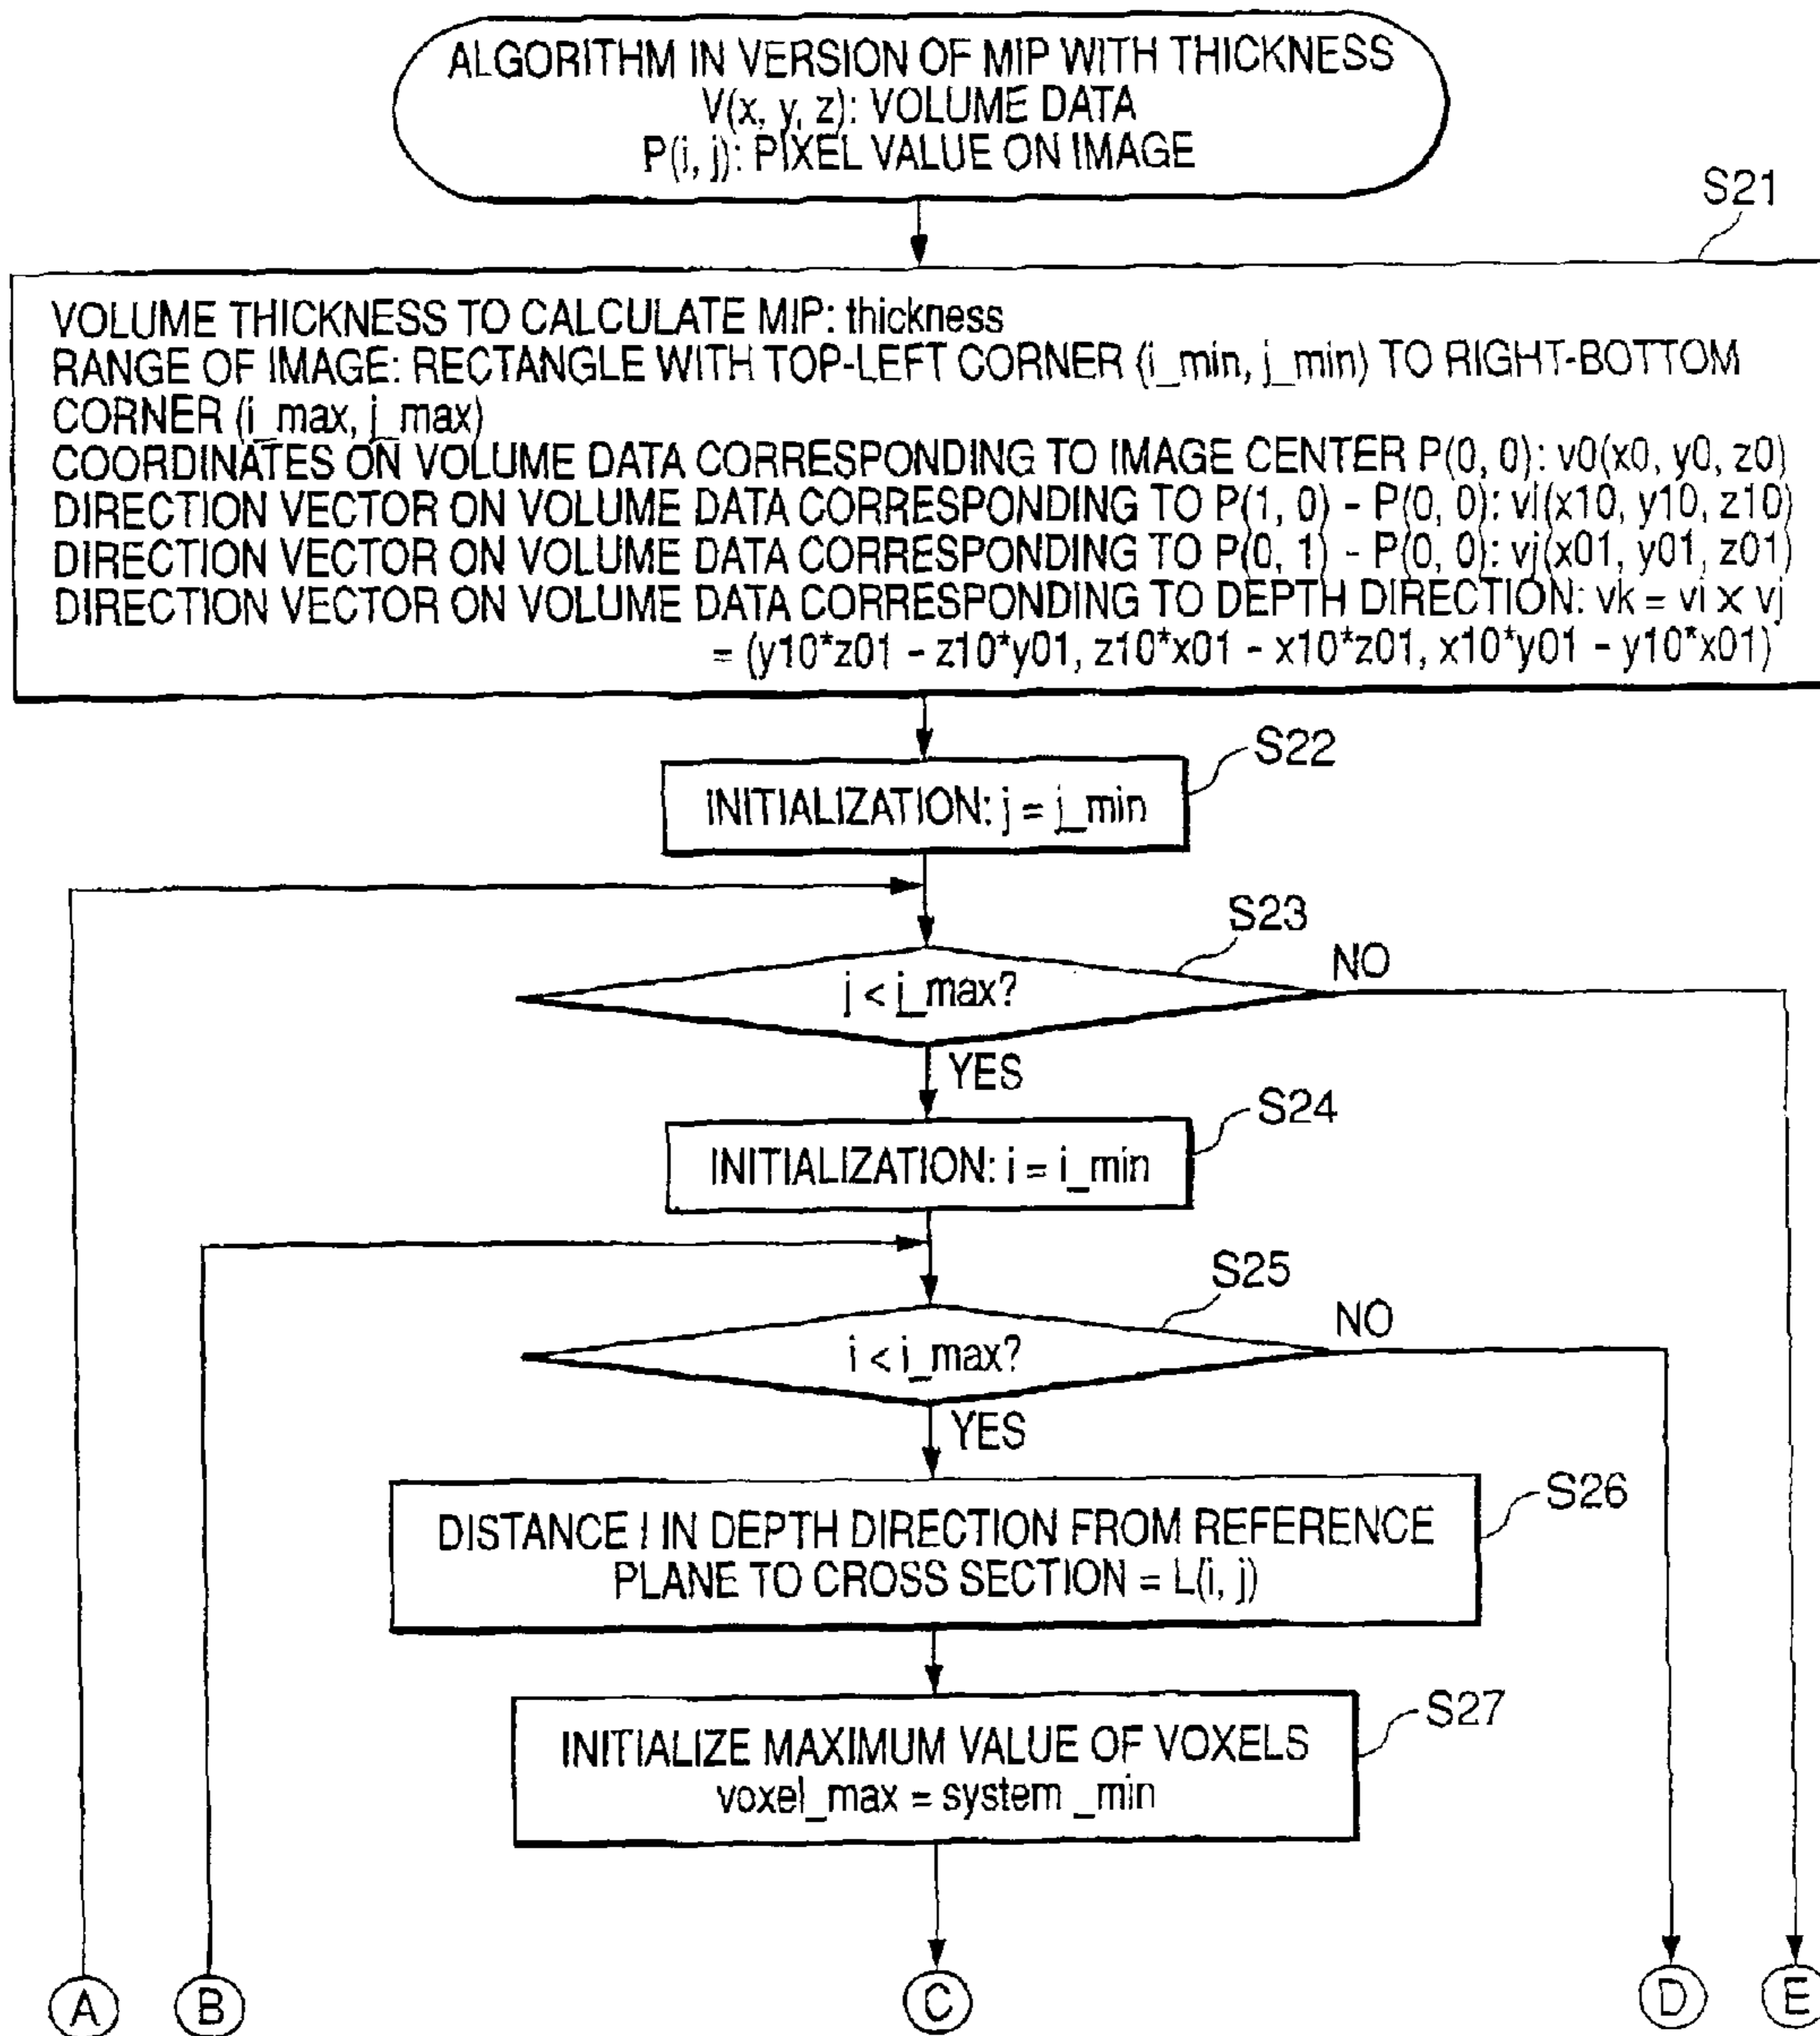 ALGORITHM IN VERSION OF MIP WITH THICKNESS
V(x, y, z): VOLUME DATA
P(i, j): PIXEL VALUE ON IMAGE
S21
VOLUME THICKNESS TO CALCULATE MIP: thickness
RANGE OF IMAGE: RECTANGLE WITH TOP-LEFT CORNER (i_min, j_min) TO RIGHT-BOTTOM
CORNER (i_max, j_max)
COORDINATES ON VOLUME DATA CORRESPONDING TO IMAGE CENTER P(0, 0): v0(x0, y0, z0)
DIRECTION VECTOR ON VOLUME DATA CORRESPONDING TO P(1, 0) - P(0, 0): vi(x10, y10, z10)
DIRECTION VECTOR ON VOLUME DATA CORRESPONDING TO P(0, 1) - P(0, 0): vj(x01, y01, z01)
DIRECTION VECTOR ON VOLUME DATA CORRESPONDING TO DEPTH DIRECTION: vk = vi × vj
= (y10*z01 - z10*y01, z10*x01 - x10*z01, x10*y01 - y10*x01)
S22
INITIALIZATION: j = j_min
S23
j < j_max?
NO
YES
S24
INITIALIZATION: i = i_min
S25
i < i_max?
NO
YES
S26
DISTANCE l IN DEPTH DIRECTION FROM REFERENCE
PLANE TO CROSS SECTION = L(i, j)
S27
INITIALIZE MAXIMUM VALUE OF VOXELS
voxel_max = system _min
A
B
C
D
E